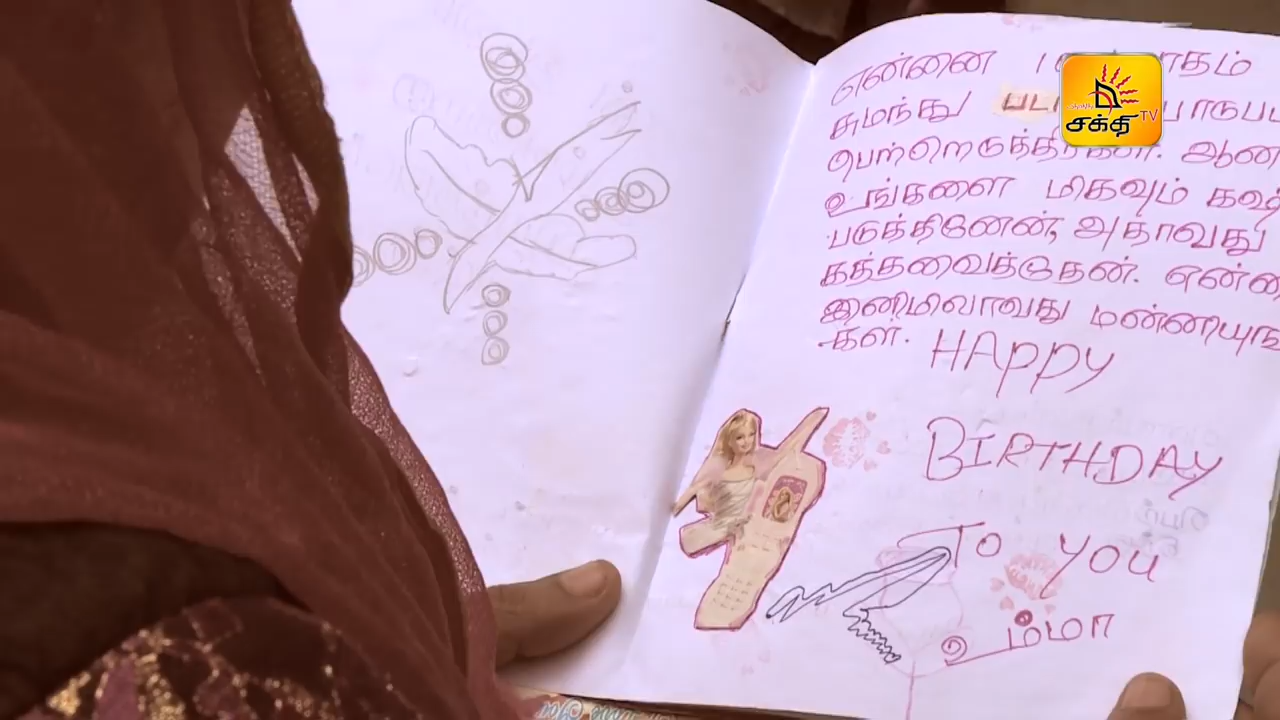 என்னை
சுமந்து
பெற்றெடுத்தீர்கள். ஆன
உங்களை மிகவும் கஷ்
படுத்தினேன், அதாவது
கத்தவைத்தேன். என்னை
இனிமேலாவது மன்னியுங்
கள்.
HAPPY
BIRTHDAY
To you
உம்மா
சக்தி TV